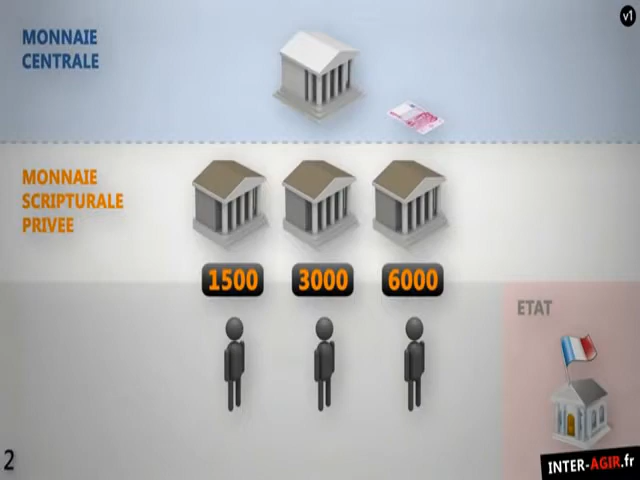 v1
MONNAIE
CENTRALE
MONNAIE
SCRIPTURALE
PRIVEE
1500 3000 6000
ETAT
2
INTER-AGIR.fr